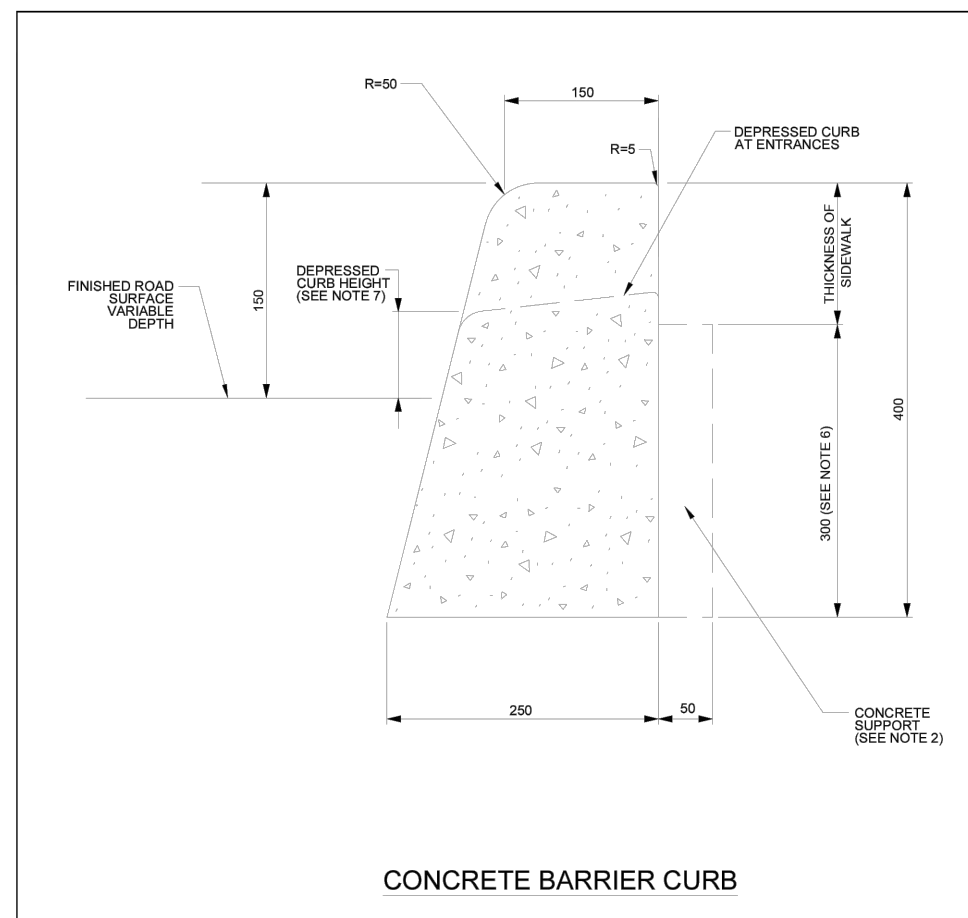 R=50
150
DEPRESSED CURB
AT ENTRANCES
R=5
THICKNESS OF
SIDEWALK
DEPRESSED
CURB HEIGHT
(SEE NOTE 7)
FINISHED ROAD
SURFACE
VARIABLE
DEPTH
150
400
300 (SEE NOTE 6)
250
50
CONCRETE
SUPPORT
(SEE NOTE 2)
CONCRETE BARRIER CURB